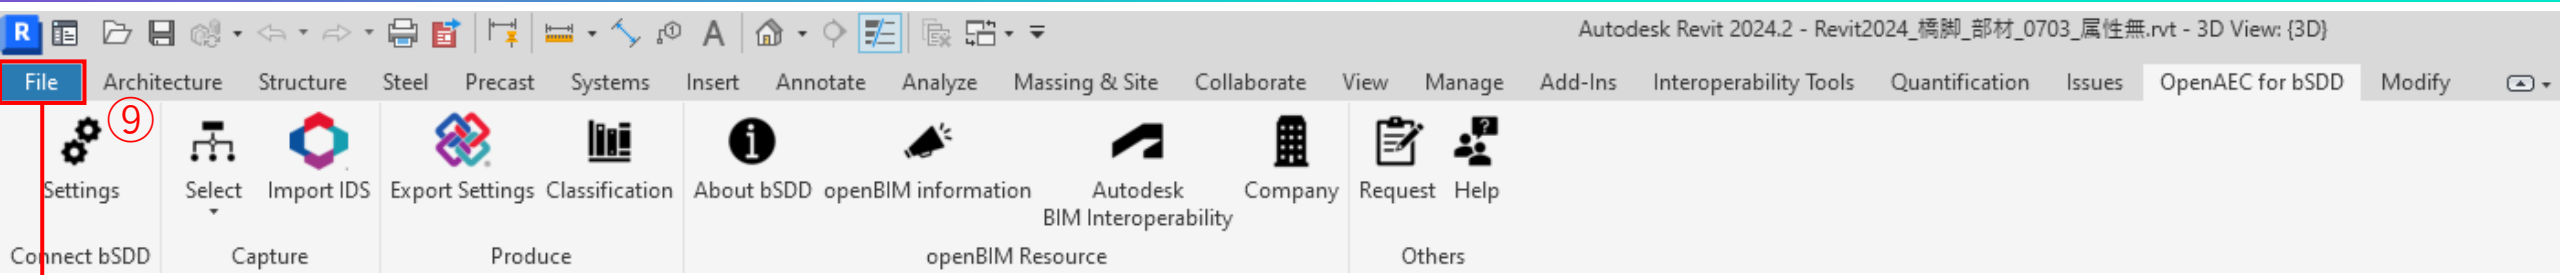 R
Autodesk Revit 2024.2 - Revit2024_橋脚_部材_0703_属性無.rvt - 3D View: {3D}
File Architecture Structure Steel Precast Systems Insert Annotate Analyze Massing & Site Collaborate View Manage Add-Ins Interoperability Tools Quantification Issues OpenAEC for bSDD Modify
⑨
Settings Select Import IDS Export Settings Classification About bSDD openBIM information Autodesk Company Request Help
BIM Interoperability
Connect bSDD Capture Produce openBIM Resource Others